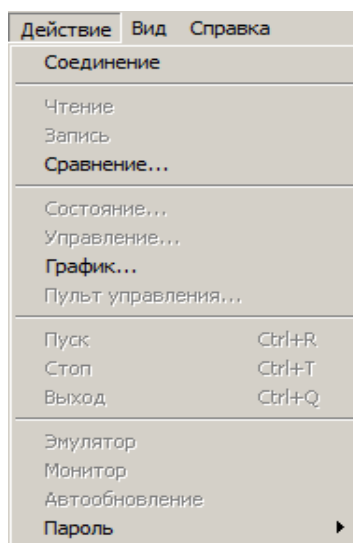 Действие Вид Справка
Соединение
Чтение
Запись
Сравнение...
Состояние...
Управление...
График...
Пульт управления...
Пуск Ctrl+R
Стоп Ctrl+T
Выход Ctrl+Q
Эмулятор
Монитор
Автообновление
Пароль